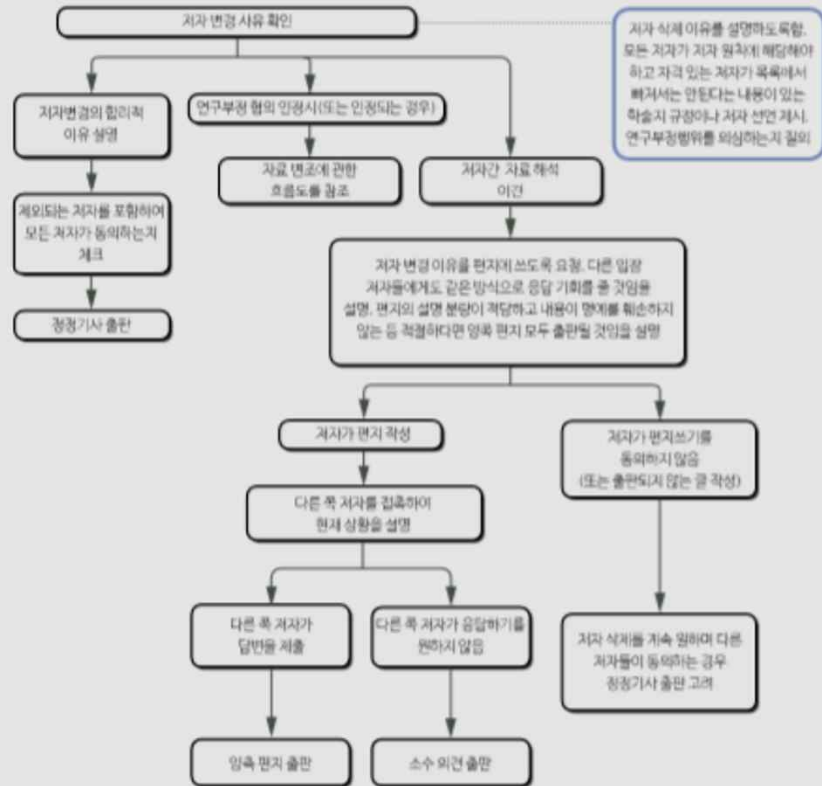 저자 변경 사유 확인
저자 삭제 이유를 설명하도록함.
모든 저자가 저자 원칙에 해당해야
하고 자격 있는 저자가 목록에서
빠져서는 안된다는 내용이 있는
학술지 규정이나 저자 선언 제시.
연구부정행위를 의심하는지 질의
저자변경의 합리적
이유 설명
연구부정 혐의 인정시(또는 인정되는 경우)
제외되는 저자를 포함하여
모든 저자가 동의하는지
체크
자료 변조에 관한
흐름도를 참조
저자간 자료 해석
이견
정정기사 출판
저자 변경 이유를 편지에 쓰도록 요청. 다른 입장
저자들에게도 같은 방식으로 응답 기회를 줄 것임을
설명. 편지의 설명 분량이 적당하고 내용이 명예를 훼손하지
않는 등 적절하다면 양쪽 편지 모두 출판될 것임을 설명
저자가 편지 작성
저자가 편지쓰기를
동의하지 않음
(또는 출판되지 않는 글 작성)
다른 쪽 저자를 접촉하여
현재 상황을 설명
다른 쪽 저자가
답변을 제출
다른 쪽 저자가 응답하기를
원하지 않음
저자 삭제를 계속 원하며 다른
저자들이 동의하는 경우
정정기사 출판 고려
양측 편지 출판
소수 의견 출판